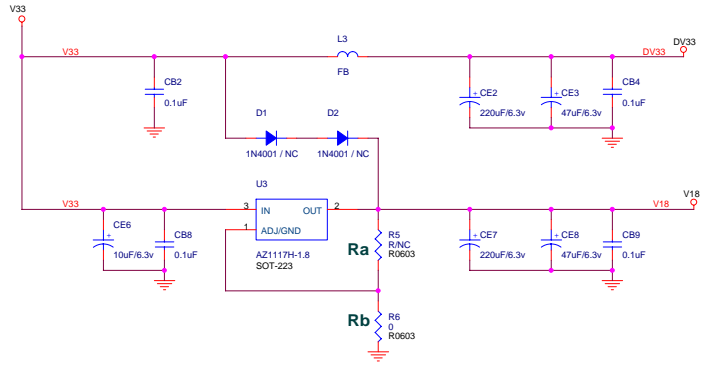 V33
L3
V33
DV33
DV33
FB
CB2
0.1uF
+ CE2
220uF/6.3v
+ CE3
47uF/6.3v
CB4
0.1uF
D1
D2
1N4001 / NC
1N4001 / NC
U3
V33
3
IN
OUT
2
V18
V18
1
ADJ/GND
AZ1117H-1.8
SOT-223
+ CE6
10uF/6.3v
CB8
0.1uF
Ra
R5
R/NC
R0603
+ CE7
220uF/6.3v
+ CE8
47uF/6.3v
CB9
0.1uF
Rb
R6
0
R0603